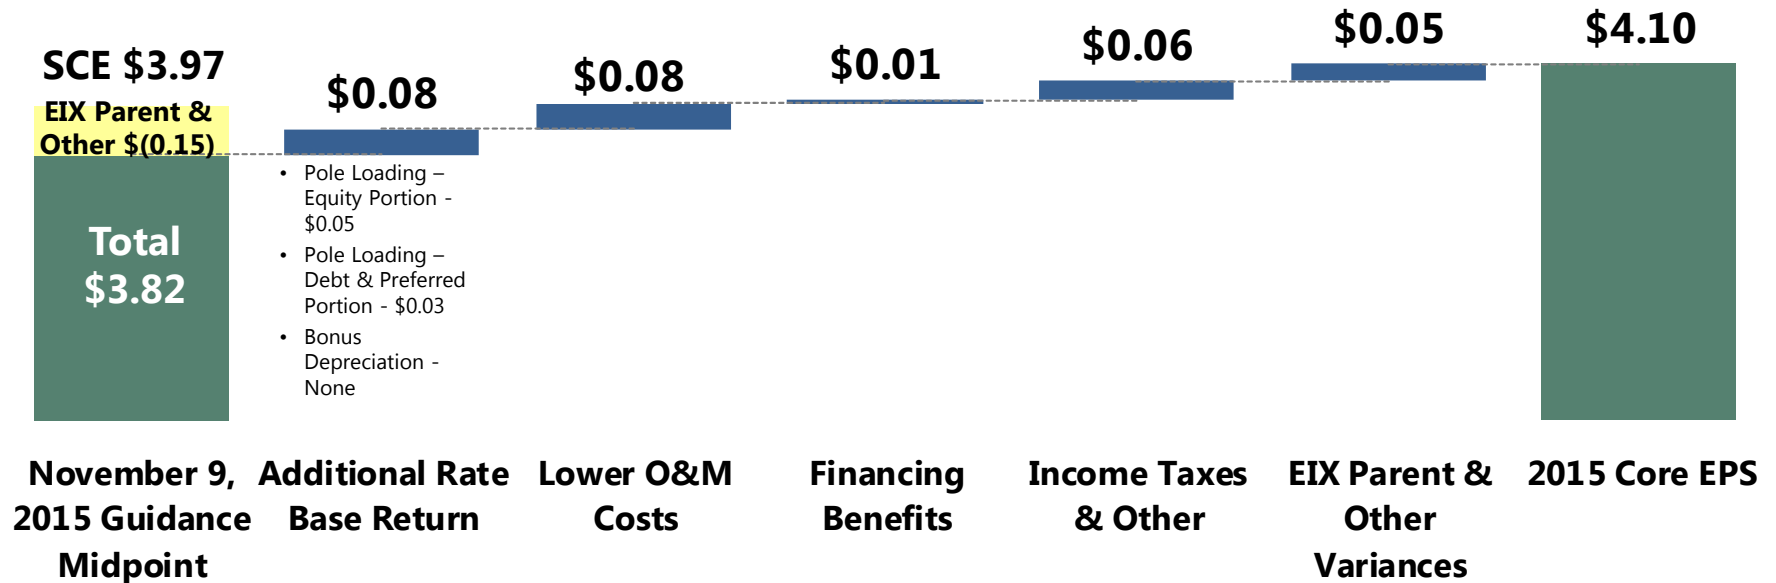 SCE $3.97
EIX Parent &
Other $(0.15)
Total
$3.82
$0.08
$0.08
$0.01
$0.06
$0.05
$4.10
• Pole Loading –
Equity Portion -
$0.05
• Pole Loading –
Debt & Preferred
Portion - $0.03
• Bonus
Depreciation -
None
November 9,
2015 Guidance
Midpoint
Additional Rate
Base Return
Lower O&M
Costs
Financing
Benefits
Income Taxes
& Other
EIX Parent &
Other
Variances
2015 Core EPS